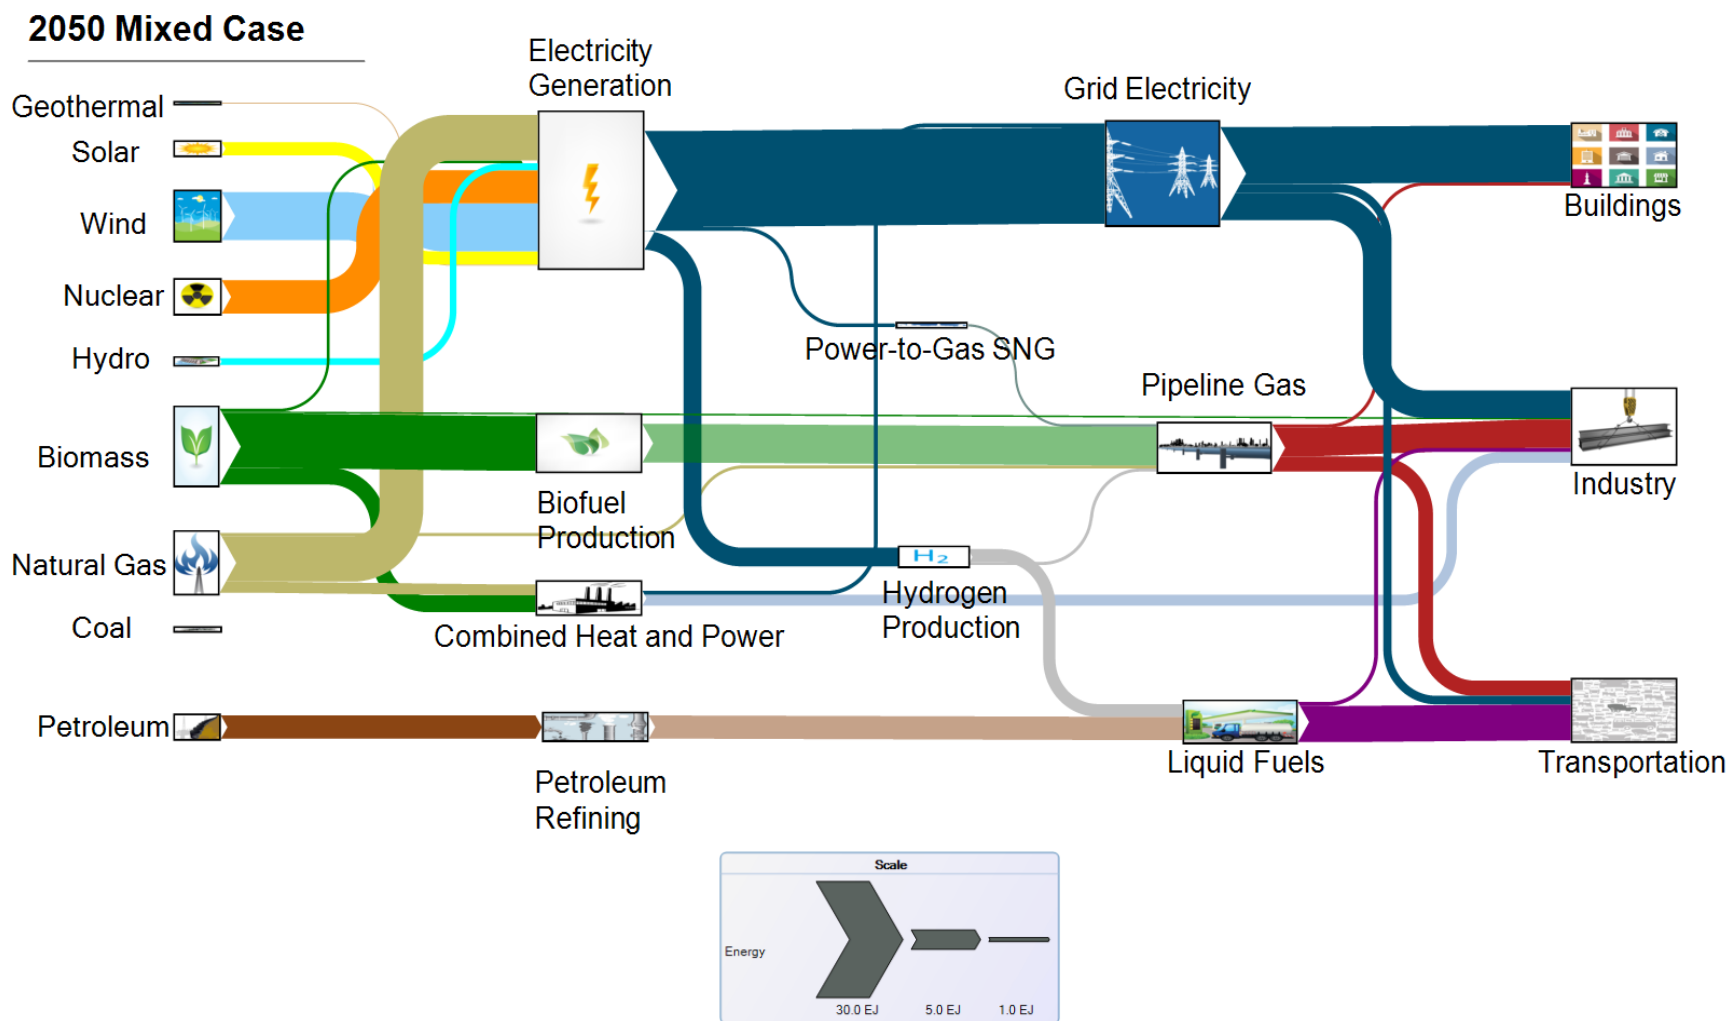 2050 Mixed Case
Electricity
Generation
Grid Electricity
Geothermal
Solar
Wind
Buildings
Nuclear
Hydro
Power-to-Gas SNG
Pipeline Gas
Biomass
Biofuel
Production
Industry
Natural Gas
H2
Hydrogen
Production
Coal
Combined Heat and Power
Petroleum
Petroleum
Refining
Liquid Fuels
Transportation
Scale
Energy
30.0 EJ 5.0 EJ 1.0 EJ